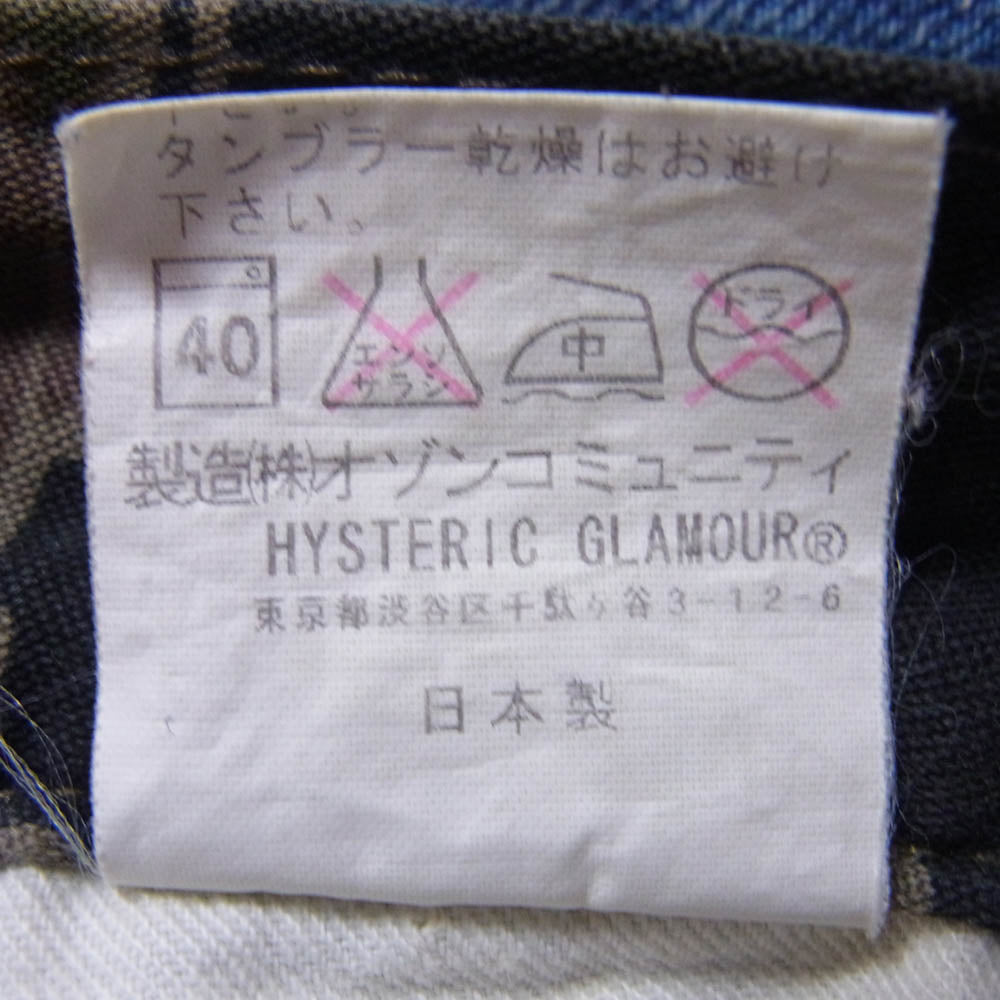 タンブラー乾燥はお避け
下さい。
40
エンソ
サラシ
中
ドライ
製造㈱オゾンコミュニティ
HYSTERIC GLAMOUR®
東京都渋谷区千駄ヶ谷3-12-6
日本製